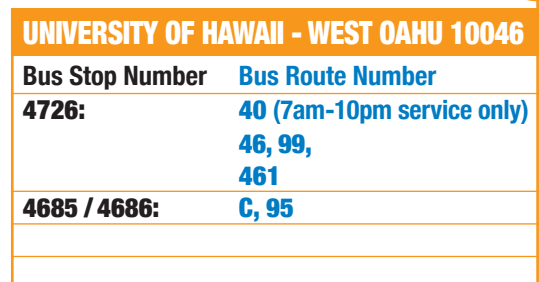 UNIVERSITY OF HAWAII - WEST OAHU 10046
Bus Stop Number Bus Route Number
4726: 40 (7am-10pm service only)
46, 99,
461
4685 / 4686: C, 95